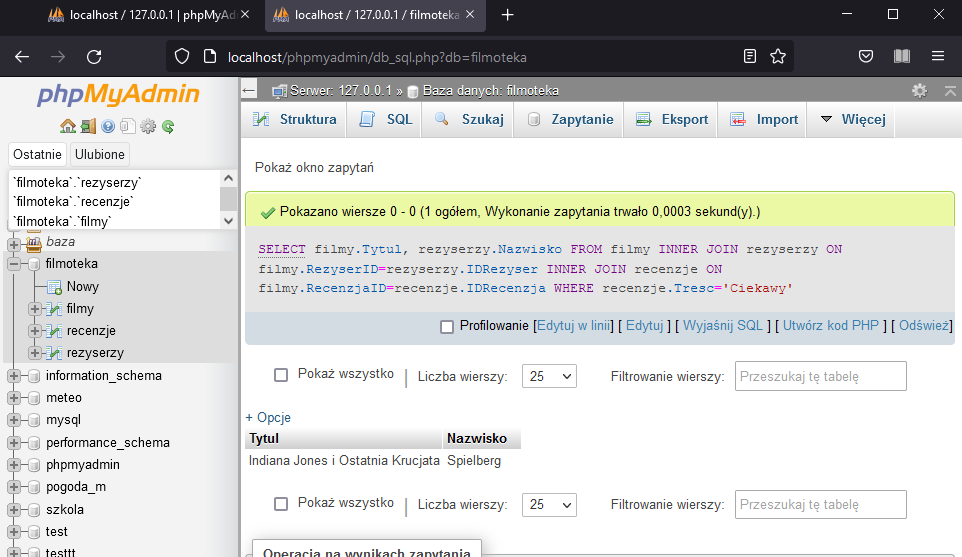 localhost / 127.0.0.1 | phpMyAdm
localhost / 127.0.0.1 / filmoteka
localhost/phpmyadmin/db_sql.php?db=filmoteka
phpMyAdmin
Ostatnie Ulubione
`filmoteka`.`rezyserzy`
`filmoteka`.`recenzje`
`filmoteka`.`filmy`
baza
filmoteka
Nowy
filmy
recenzje
rezyserzy
information_schema
meteo
mysql
performance_schema
phpmyadmin
pogoda_m
szkola
test
testtt
Serwer: 127.0.0.1 » Baza danych: filmoteka
Struktura SQL Szukaj Zapytanie Eksport Import Więcej
Pokaż okno zapytań
Pokazano wiersze 0 - 0 (1 ogółem, Wykonanie zapytania trwało 0,0003 sekund(y).)
SELECT filmy.Tytul, rezyserzy.Nazwisko FROM filmy INNER JOIN rezyserzy ON
filmy.RezyserID=rezyserzy.IDRezyser INNER JOIN recenzje ON
filmy.RecenzjaID=recenzje.IDRecenzja WHERE recenzje.Tresc='Ciekawy'
Profilowanie [Edytuj w linii] [ Edytuj ] [ Wyjaśnij SQL ] [ Utwórz kod PHP ] [ Odśwież]
Pokaż wszystko | Liczba wierszy: 25 Filtrowanie wierszy: Przeszukaj tę tabelę
+ Opcje
Tytul Nazwisko
Indiana Jones i Ostatnia Krucjata Spielberg
Pokaż wszystko | Liczba wierszy: 25 Filtrowanie wierszy: Przeszukaj tę tabelę
Operacja na wynikach zapytania